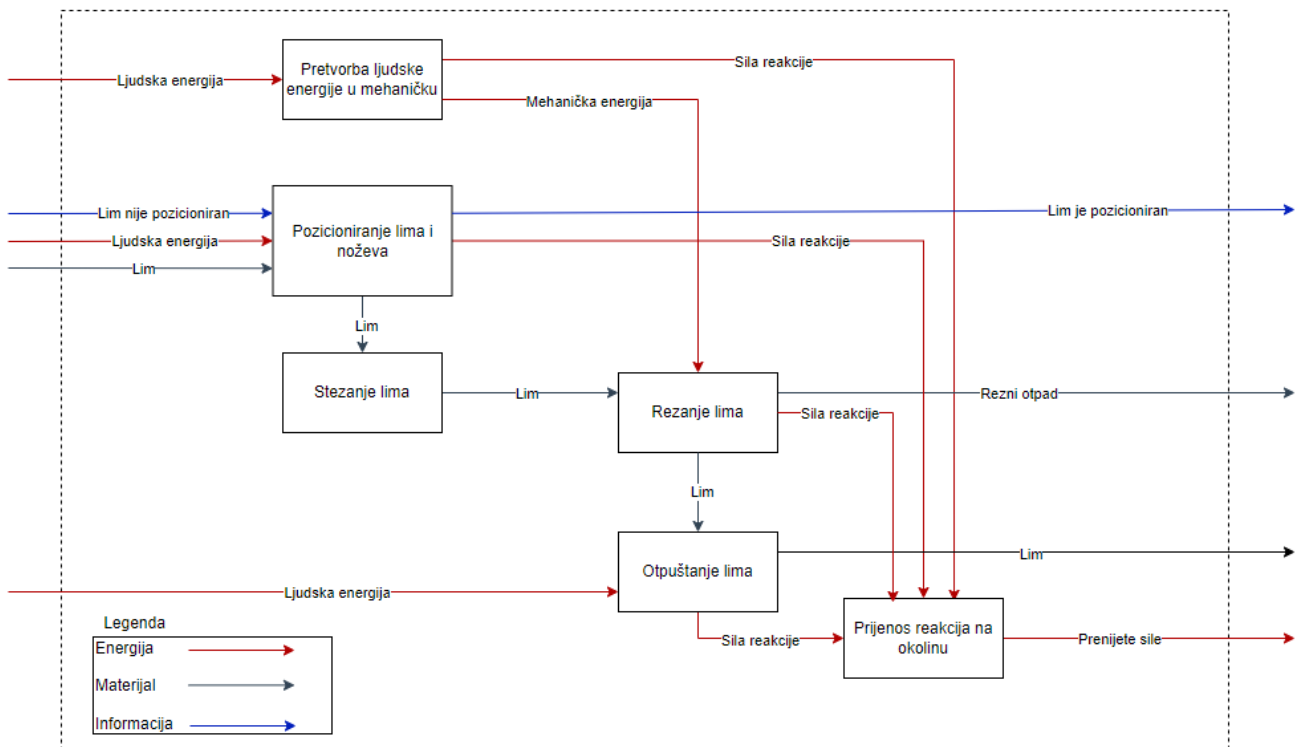 Ljudska energija
Pretvorba ljudske
energije u mehaničku
Sila reakcije
Mehanička energija
Lim nije pozicioniran
Ljudska energija
Lim
Pozicioniranje lima i
noževa
Lim je pozicioniran
Sila reakcije
Lim
Stezanje lima
Lim
Rezanje lima
Rezni otpad
Sila reakcije
Lim
Otpuštanje lima
Lim
Ljudska energija
Sila reakcije
Prijenos reakcija na
okolinu
Prenijete sile
Legenda
Energija
Materijal
Informacija